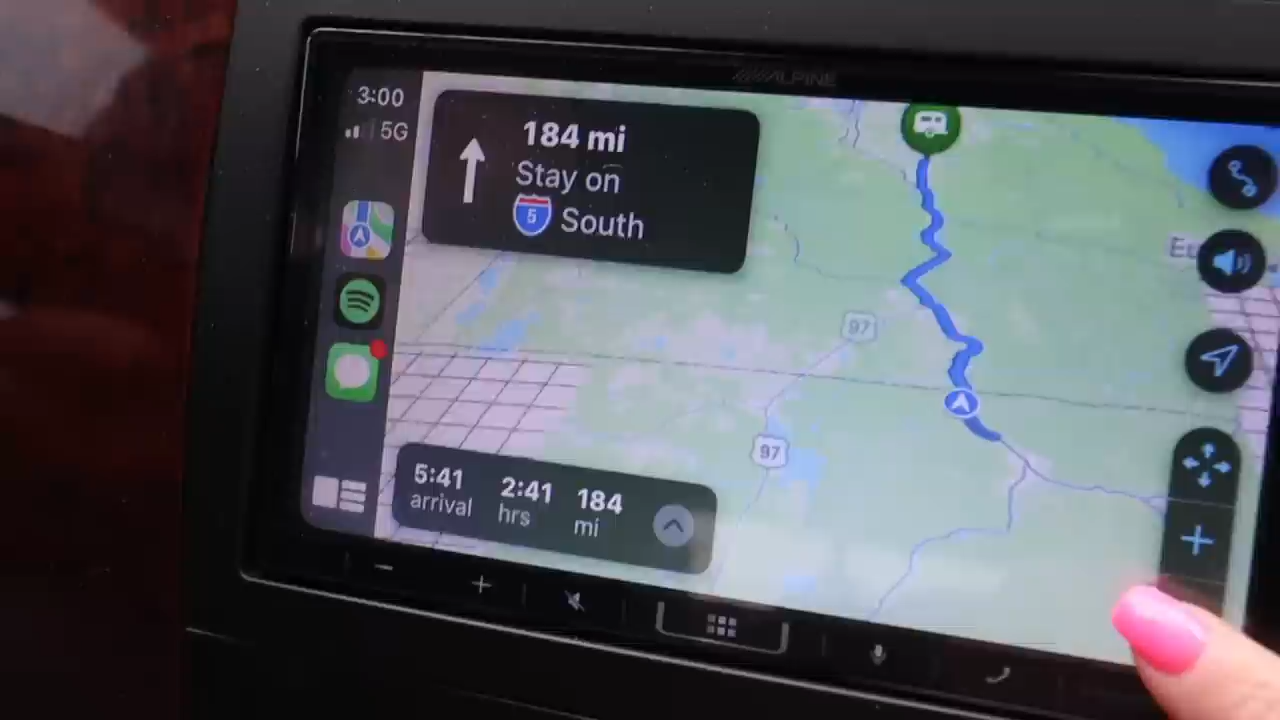 ALPINE
3:00
5G
184 mi
Stay on
5 South
97
97
5:41
arrival
2:41
hrs
184
mi